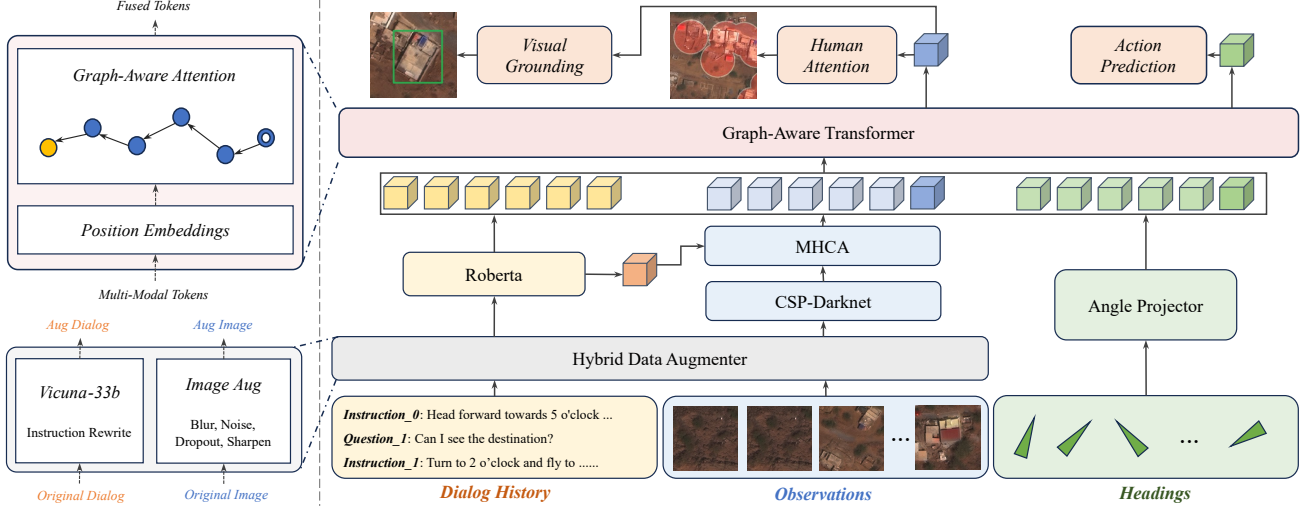 Fused Tokens
Graph-Aware Attention
Position Embeddings
Multi-Modal Tokens
Aug Dialog
Aug Image
Vicuna-33b
Instruction Rewrite
Image Aug
Blur, Noise,
Dropout, Sharpen
Original Dialog
Original Image
Visual
Grounding
Human
Attention
Action
Prediction
Graph-Aware Transformer
MHCA
Roberta
CSP-Darknet
Angle Projector
Hybrid Data Augmenter
Instruction_0: Head forward towards 5 o'clock ...
Question_1: Can I see the destination?
Instruction_1: Turn to 2 o'clock and fly to ......
...
...
Dialog History
Observations
Headings